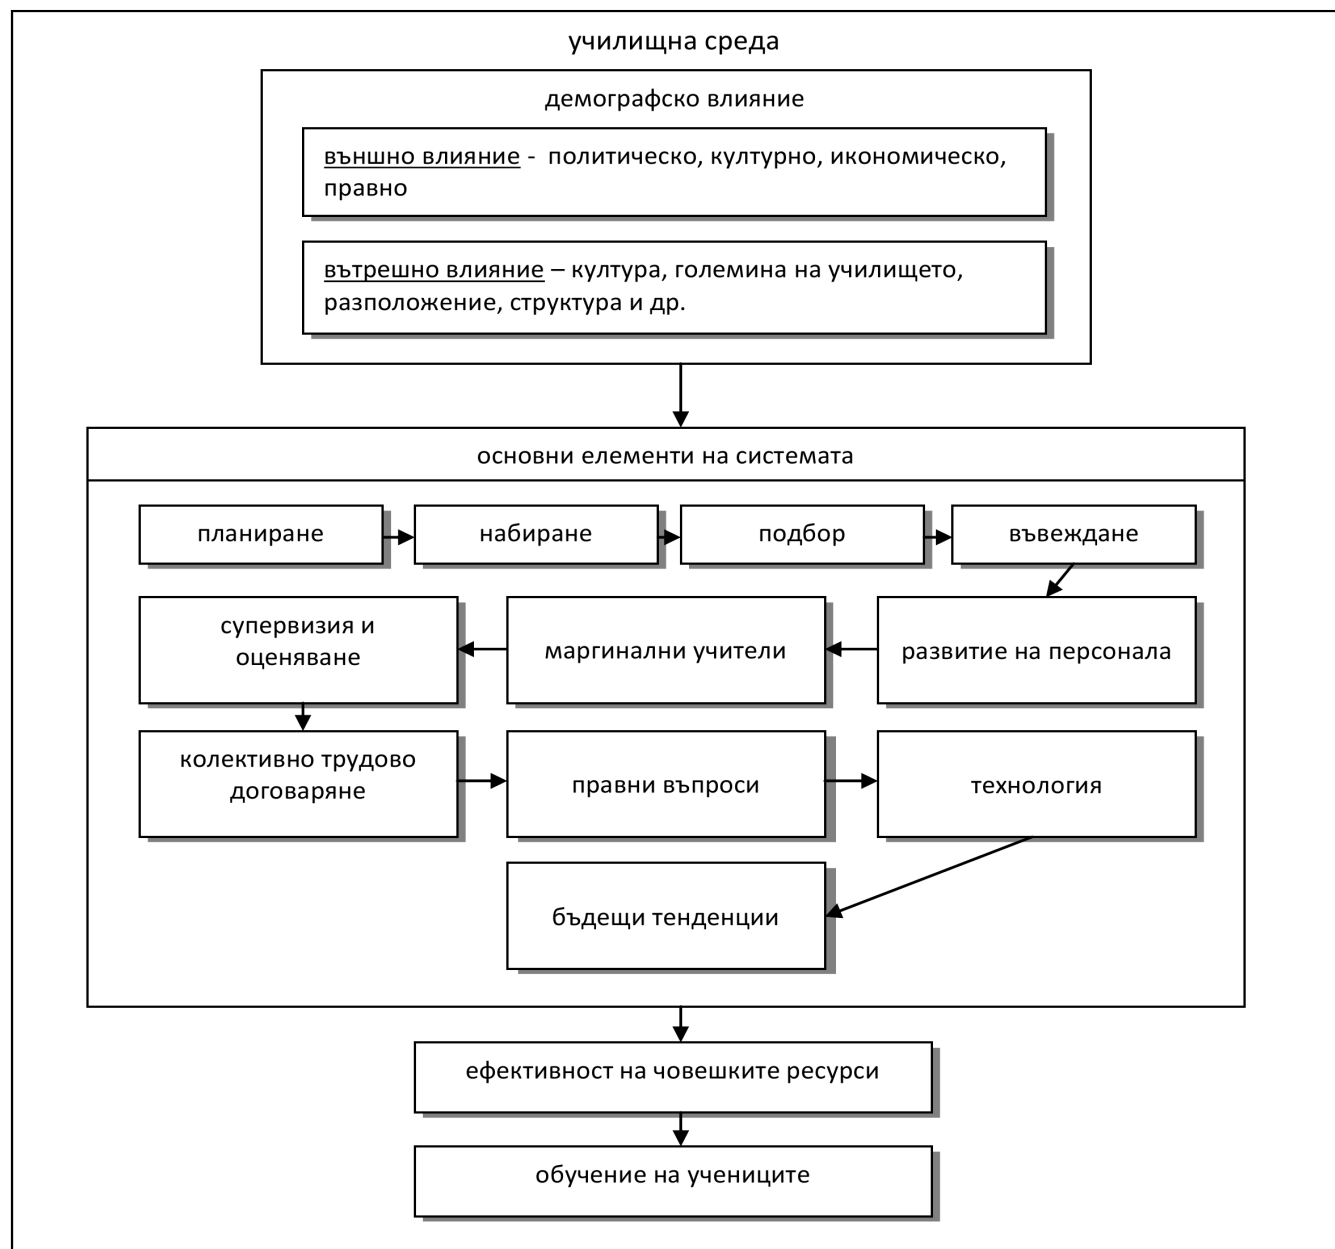 училищна среда
демографско влияние
външно влияние -  политическо, културно, икономическо,
правно
вътрешно влияние – култура, големина на училището,
разположение, структура и др.
основни елементи на системата
планиране
набиране
подбор
въвеждане
супервизия и
оценяване
маргинални учители
развитие на персонала
колективно трудово
договаряне
правни въпроси
технология
бъдещи тенденции
ефективност на човешките ресурси
обучение на учениците